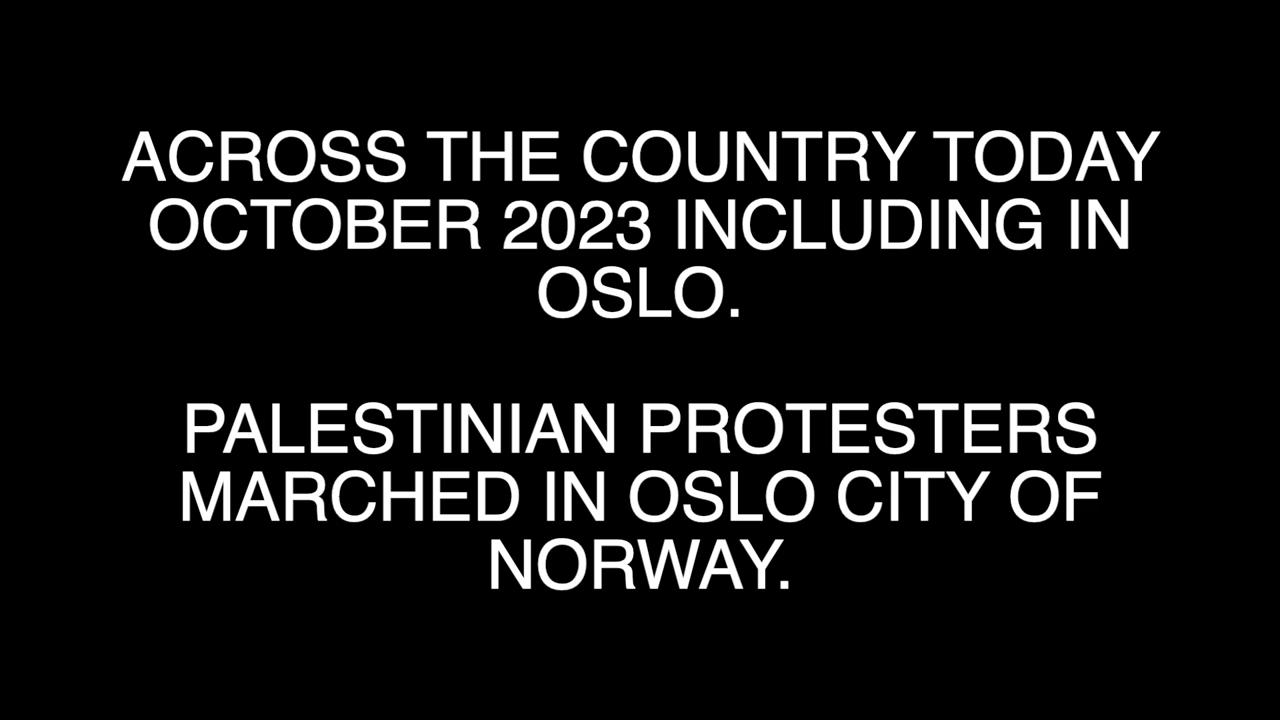 ACROSS THE COUNTRY TODAY
OCTOBER 2023 INCLUDING IN
OSLO.
PALESTINIAN PROTESTERS
MARCHED IN OSLO CITY OF
NORWAY.